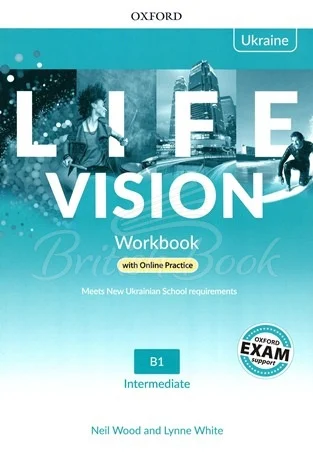 OXFORD
Ukraine
LIFE
VISION
Workbook
with Online Practice
BritishBook
Meets New Ukrainian School requirements
OXFORD
EXAM
support
B1
Intermediate
Neil Wood and Lynne White